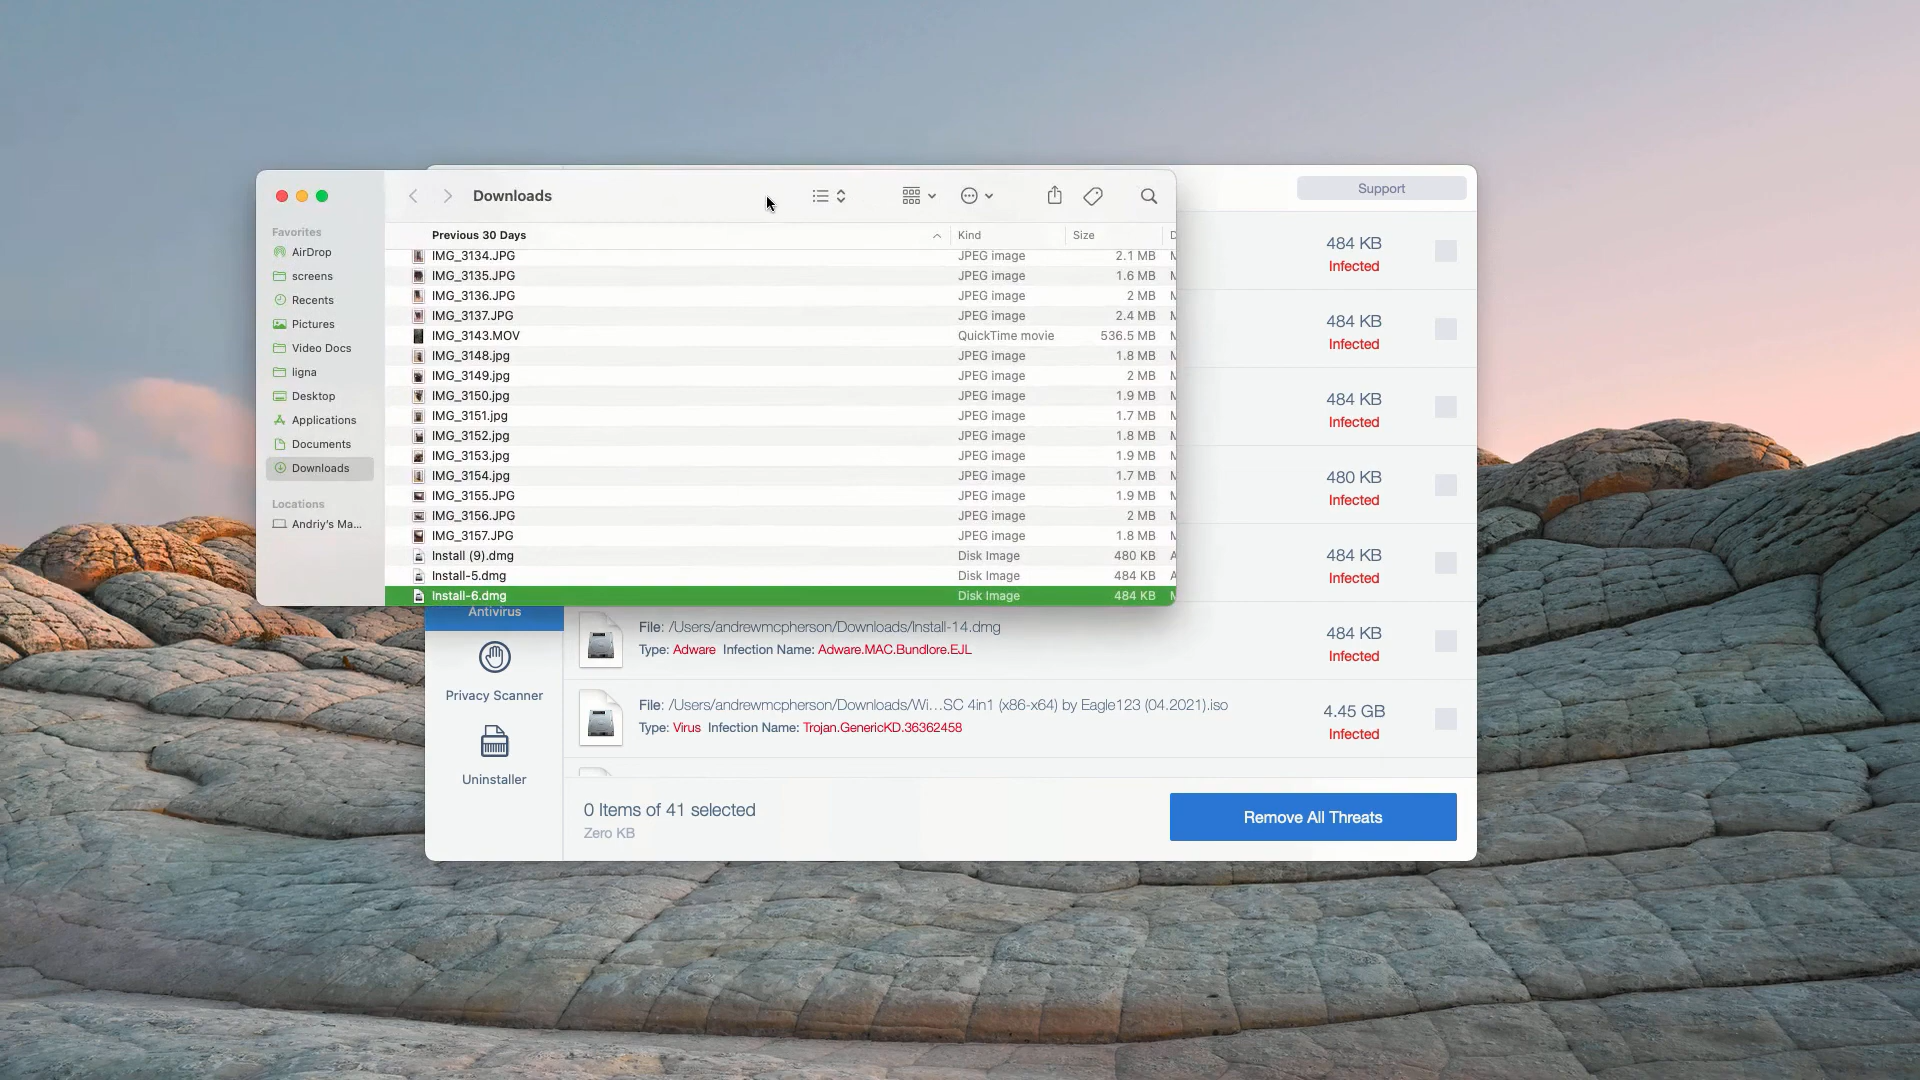 Support
Downloads
Favorites
AirDrop
screens
Recents
Pictures
Video Docs
ligna
Desktop
Applications
Documents
Downloads
Locations
Andriy's Ma...
Previous 30 Days Kind Size
IMG_3134.JPG JPEG image 2.1 MB
IMG_3135.JPG JPEG image 1.6 MB
IMG_3136.JPG JPEG image 2 MB
IMG_3137.JPG JPEG image 2.4 MB
IMG_3143.MOV QuickTime movie 536.5 MB
IMG_3148.jpg JPEG image 1.8 MB
IMG_3149.jpg JPEG image 2 MB
IMG_3150.jpg JPEG image 1.9 MB
IMG_3151.jpg JPEG image 1.7 MB
IMG_3152.jpg JPEG image 1.8 MB
IMG_3153.jpg JPEG image 1.9 MB
IMG_3154.jpg JPEG image 1.7 MB
IMG_3155.JPG JPEG image 1.9 MB
IMG_3156.JPG JPEG image 2 MB
IMG_3157.JPG JPEG image 1.8 MB
Install (9).dmg Disk Image 480 KB
Install-5.dmg Disk Image 484 KB
Install-6.dmg Disk Image 484 KB
484 KB
Infected
484 KB
Infected
484 KB
Infected
480 KB
Infected
484 KB
Infected
Antivirus
Privacy Scanner
Uninstaller
File: /Users/andrewmcpherson/Downloads/Install-14.dmg
Type: Adware Infection Name: Adware.MAC.Bundlore.EJL
484 KB
Infected
File: /Users/andrewmcpherson/Downloads/Wi...SC 4in1 (x86-x64) by Eagle123 (04.2021).iso
Type: Virus Infection Name: Trojan.GenericKD.36362458
4.45 GB
Infected
0 Items of 41 selected
Zero KB
Remove All Threats